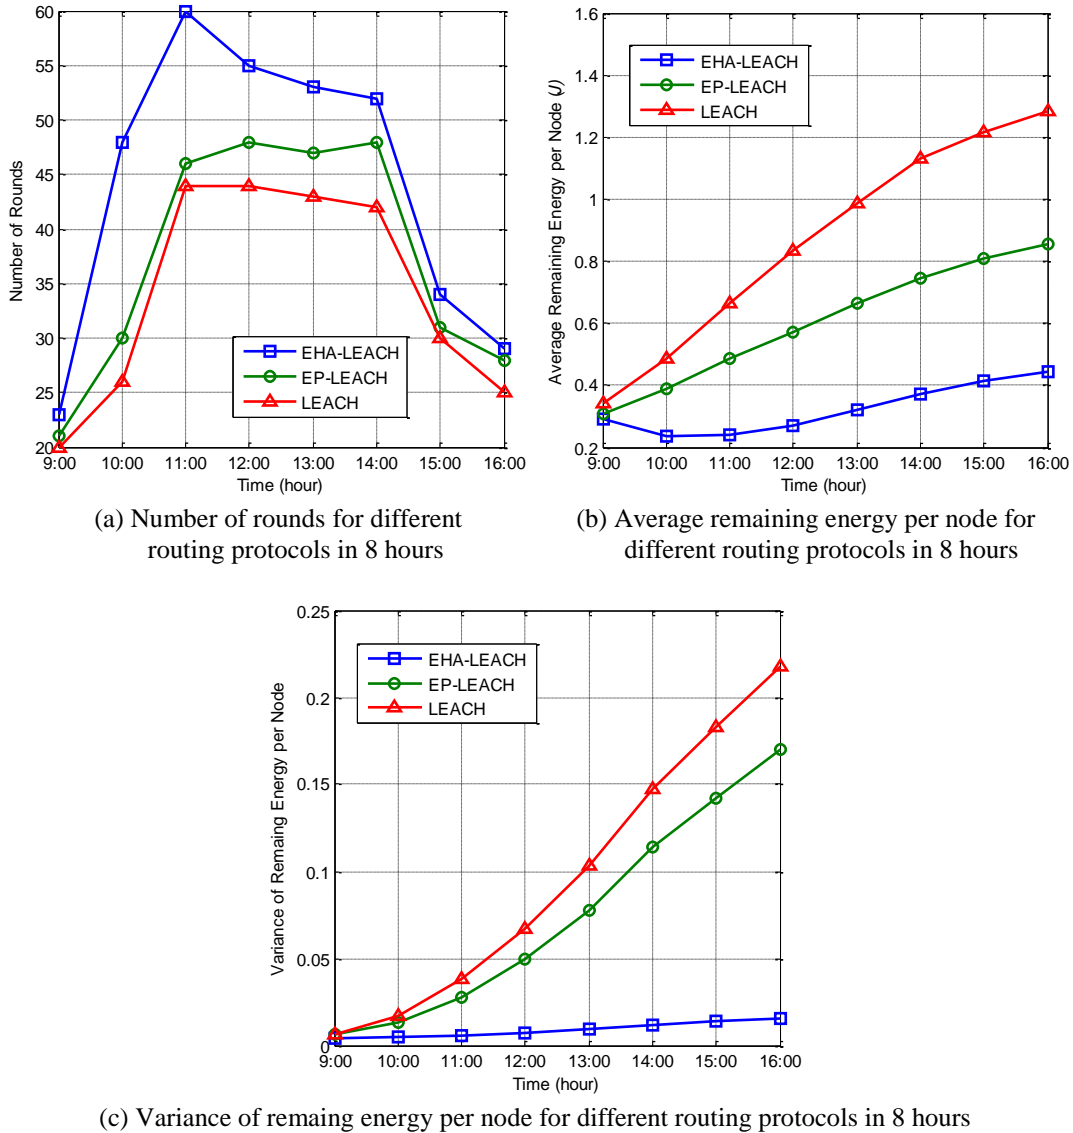 60
55
50
45
40
35
30
25
20
Number of Rounds
EHA-LEACH
EP-LEACH
LEACH
9:00 10:00 11:00 12:00 13:00 14:00 15:00 16:00
Time (hour)
(a) Number of rounds for different
routing protocols in 8 hours
1.6
1.4
1.2
1
0.8
0.6
0.4
0.2
Average Remaining Energy per Node (J)
EHA-LEACH
EP-LEACH
LEACH
9:00 10:00 11:00 12:00 13:00 14:00 15:00 16:00
Time (hour)
(b) Average remaining energy per node for
different routing protocols in 8 hours
0.25
0.2
0.15
0.1
0.05
0
Variance of Remaing Energy per Node
EHA-LEACH
EP-LEACH
LEACH
9:00 10:00 11:00 12:00 13:00 14:00 15:00 16:00
Time (hour)
(c) Variance of remaing energy per node for different routing protocols in 8 hours